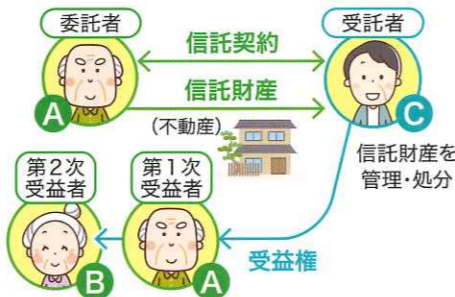 委託者
受託者
信託契約
信託財産
(不動産)
A
C
信託財産を
管理・処分
第2次
受益者
第1次
受益者
受益権
B
A